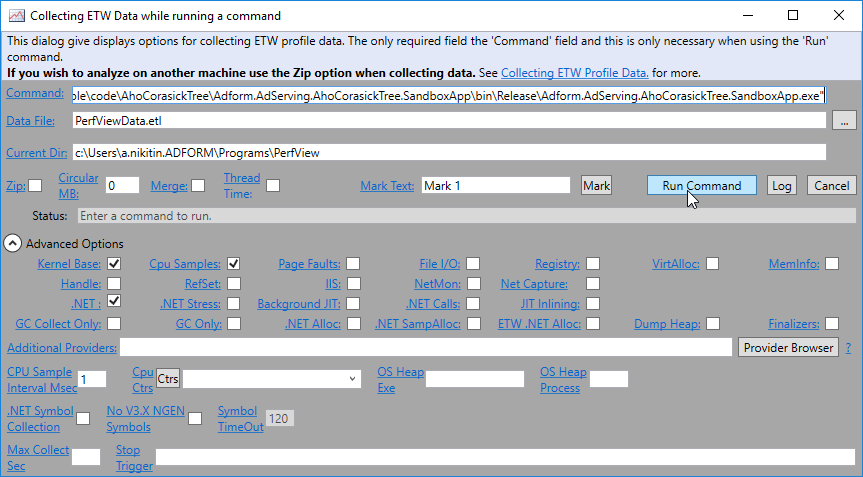 Collecting ETW Data while running a command
This dialog give displays options for collecting ETW profile data. The only required field the 'Command' field and this is only necessary when using the 'Run'
command.
If you wish to analyze on another machine use the Zip option when collecting data. See Collecting ETW Profile Data. for more.
Command: ole\code\AhoCorasickTree\Adform.AdServing.AhoCorasickTree.SandboxApp\bin\Release\Adform.AdServing.AhoCorasickTree.SandboxApp.exe"
Data File: PerfViewData.etl ...
Current Dir: c:\Users\a.nikitin.ADFORM\Programs\PerfView
Zip: Circular MB: 0 Merge: Thread Time: Mark Text: Mark 1 Mark Run Command Log Cancel
Status: Enter a command to run.
Advanced Options
Kernel Base: Cpu Samples: Page Faults: File I/O: Registry: VirtAlloc: MemInfo:
Handle: RefSet: IIS: NetMon: Net Capture:
.NET : .NET Stress: Background JIT: .NET Calls: JIT Inlining:
GC Collect Only: GC Only: .NET Alloc: .NET SampAlloc: ETW .NET Alloc: Dump Heap: Finalizers:
Additional Providers: Provider Browser ?
CPU Sample Interval Msec 1 Cpu Ctrs Ctrs OS Heap Exe OS Heap Process
.NET Symbol Collection No V3.X NGEN Symbols Symbol TimeOut 120
Max Collect Sec Stop Trigger